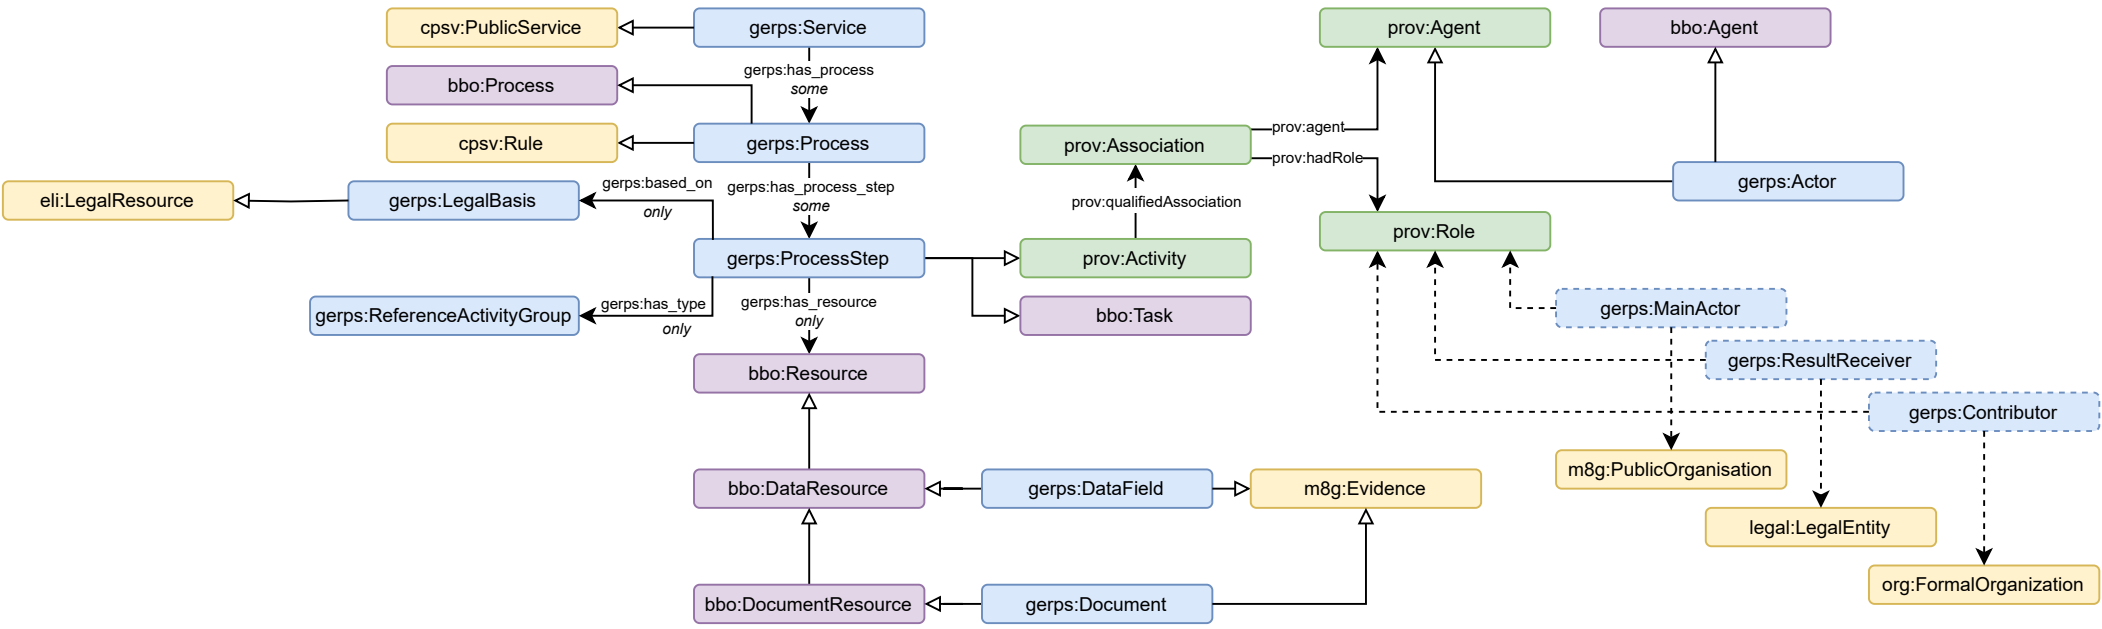 cpsv:PublicService
gerps:Service
prov:Agent
bbo:Agent
gerps:has_process
some
bbo:Process
cpsv:Rule
gerps:Process
prov:Association
prov:agent
prov:hadRole
gerps:Actor
eli:LegalResource
gerps:LegalBasis
gerps:based_on
only
gerps:has_process_step
some
prov:qualifiedAssociation
prov:Role
gerps:ProcessStep
prov:Activity
gerps:ReferenceActivityGroup
gerps:has_type
only
gerps:has_resource
only
bbo:Task
gerps:MainActor
bbo:Resource
gerps:ResultReceiver
gerps:Contributor
m8g:PublicOrganisation
bbo:DataResource
gerps:DataField
m8g:Evidence
legal:LegalEntity
bbo:DocumentResource
gerps:Document
org:FormalOrganization